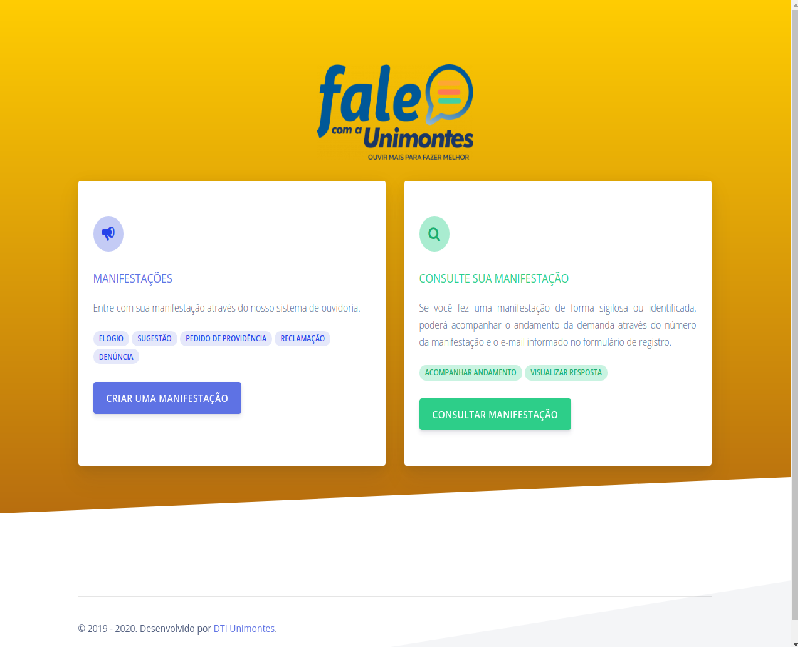 fale
com a Unimontes
OUVIR MAIS PARA FAZER MELHOR
MANIFESTAÇÕES
Entre com sua manifestação através do nosso sistema de ouvidoria.
ELOGIO SUGESTÃO PEDIDO DE PROVIDÊNCIA RECLAMAÇÃO
DENÚNCIA
CRIAR UMA MANIFESTAÇÃO
CONSULTE SUA MANIFESTAÇÃO
Se você fez uma manifestação de forma sigilosa ou identificada,
poderá acompanhar o andamento da demanda através do número
da manifestação e o e-mail informado no formulário de registro.
ACOMPANHAR ANDAMENTO VISUALIZAR RESPOSTA
CONSULTAR MANIFESTAÇÃO
© 2019 - 2020. Desenvolvido por DTI Unimontes.